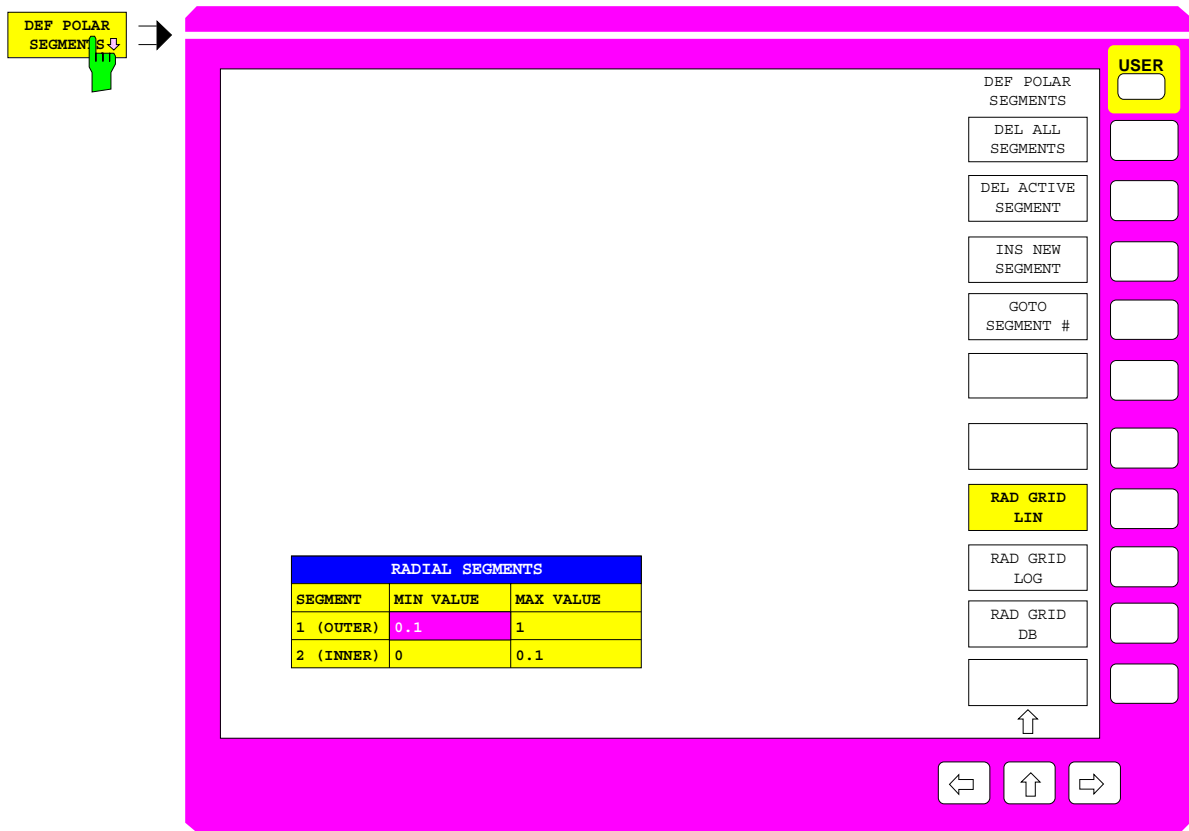 DEF POLAR
SEGMENTS
USER
DEF POLAR
SEGMENTS
DEL ALL
SEGMENTS
DEL ACTIVE
SEGMENT
INS NEW
SEGMENT
GOTO
SEGMENT #
RAD GRID
LIN
RAD GRID
LOG
RAD GRID
DB
RADIAL SEGMENTS
SEGMENT MIN VALUE MAX VALUE
1 (OUTER) 0.1 1
2 (INNER) 0 0.1